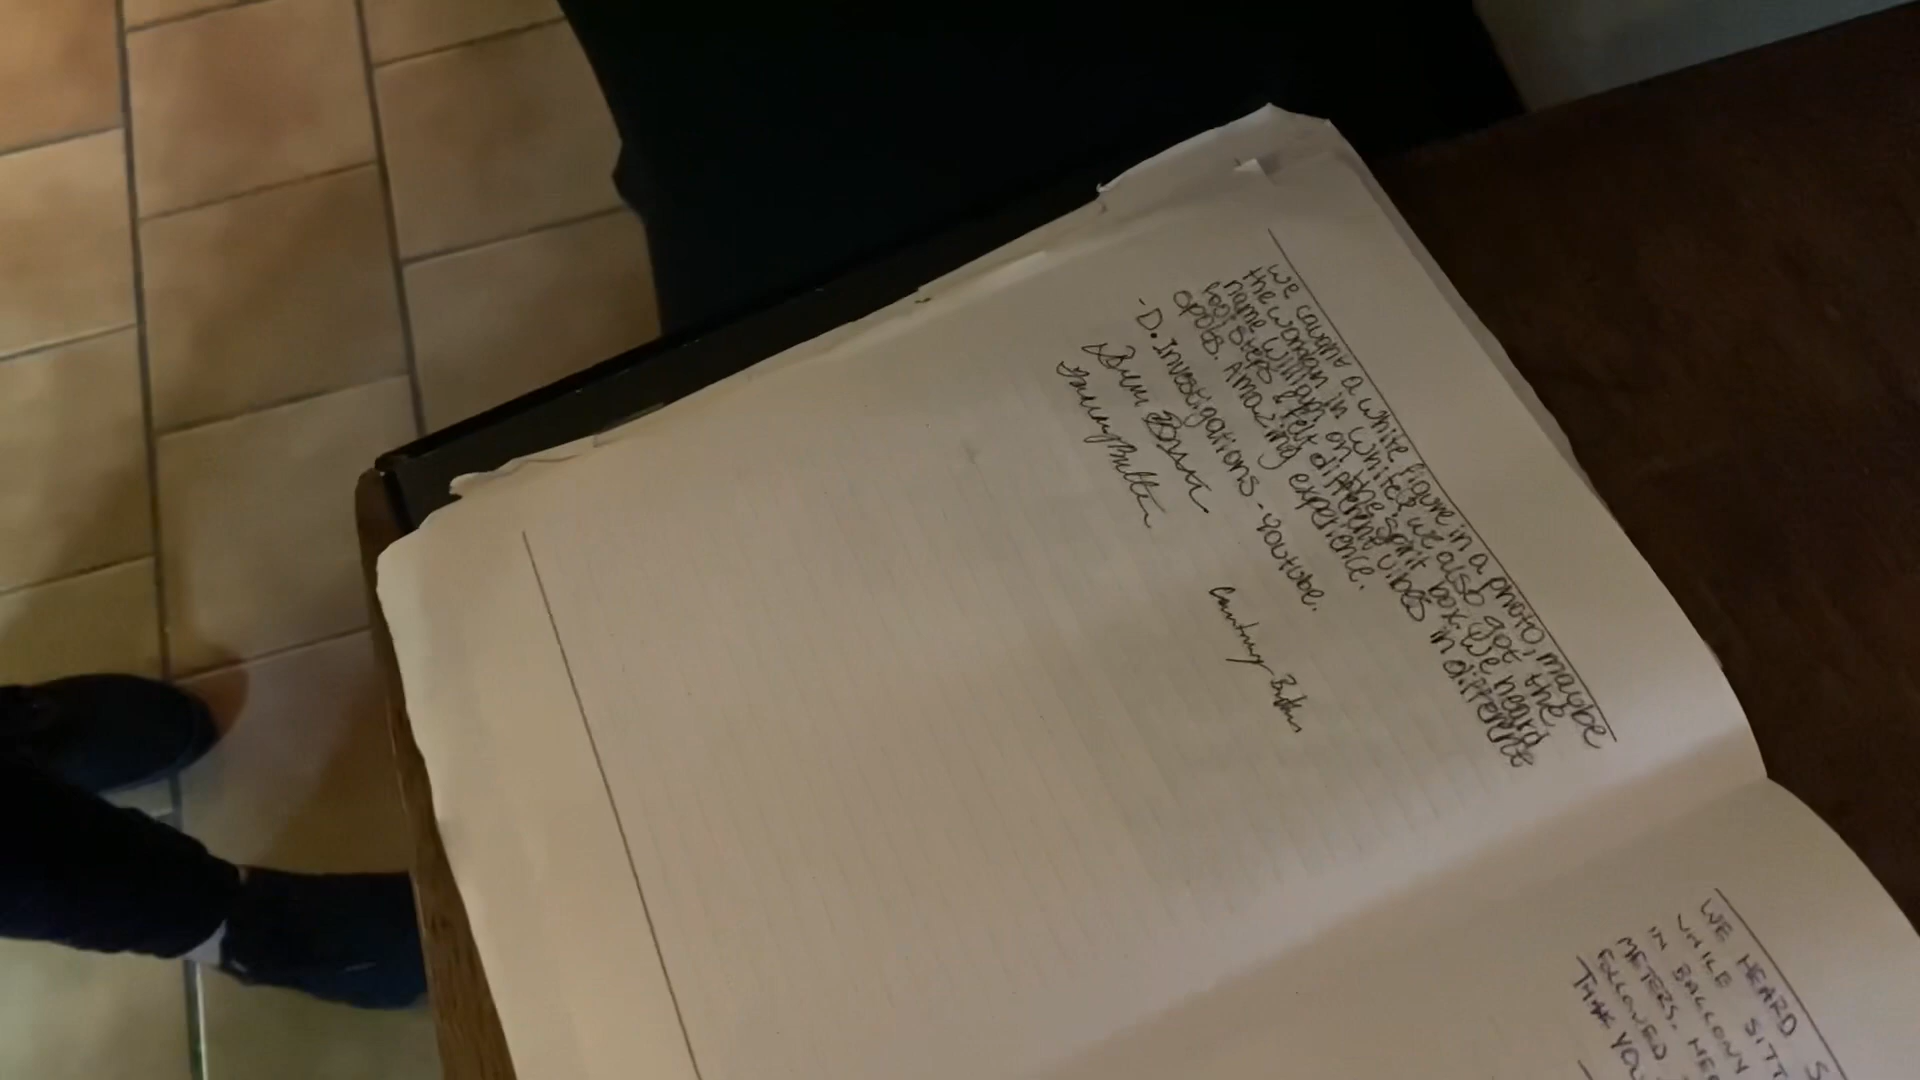 We caught a white figure in a photo, maybe
the woman in white & we also got the
name William on the spirit box. We heard
footsteps & felt different vibes in different
spots. Amazing experience.
-D. Investigations - Youtube.
WE HEARD S
WHILE SITT
IN BALCONY
METERS. HEA
FOLLOWED
THANK YOU